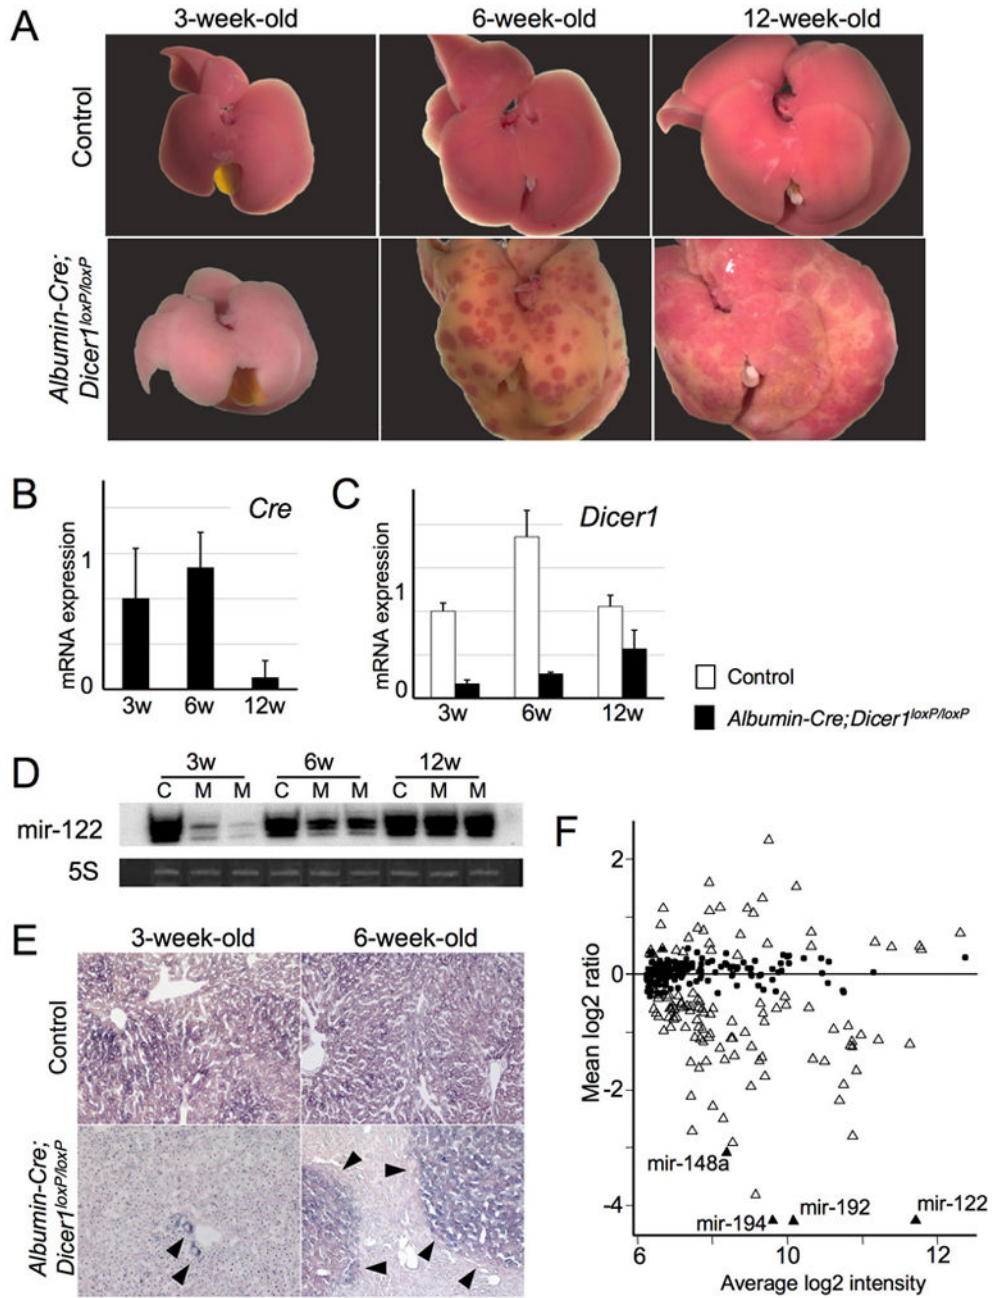 A
3-week-old
6-week-old
12-week-old
Control
Albumin-Cre;
Dicer1loxP/loxP
B
Cre
mRNA expression
1
0
3w
6w
12w
C
Dicer1
mRNA expression
1
0
3w
6w
12w
Control
Albumin-Cre;Dicer1loxP/loxP
D
3w
6w
12w
C M M C M M C M M
mir-122
5S
E
3-week-old
6-week-old
Control
Albumin-Cre;
Dicer1loxP/loxP
F
Mean log2 ratio
2
0
-2
-4
mir-148a
mir-194
mir-192
mir-122
6
8
10
12
Average log2 intensity